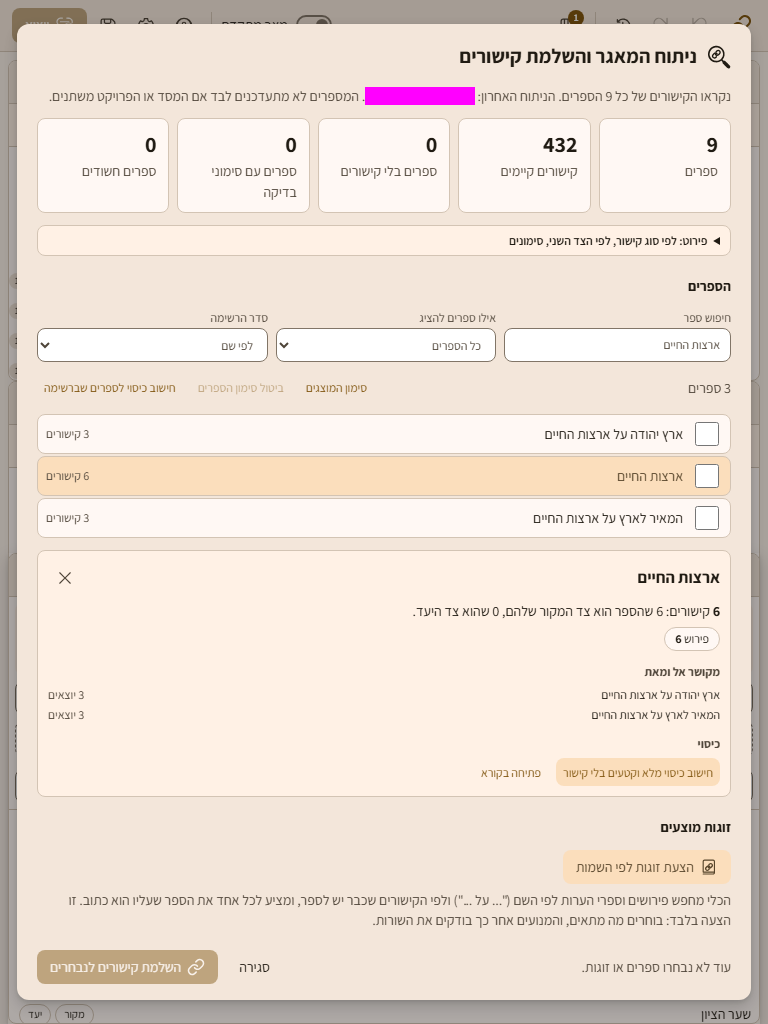 מצב מתקדם
1
ניתוח המאגר והשלמת קישורים
נקראו הקישורים של כל 9 הספרים. הניתוח האחרון: . המספרים לא מתעדכנים לבד אם המסד או הפרויקט משתנים.
9
ספרים
432
קישורים קיימים
0
ספרים בלי קישורים
0
ספרים עם סימוני
בדיקה
0
ספרים חשודים
פירוט: לפי סוג קישור, לפי הצד השני, סימונים
הספרים
חיפוש ספר
אילו ספרים להציג
סדר הרשימה
ארצות החיים
כל הספרים
לפי שם
3 ספרים
סימון המוצגים
ביטול סימון הספרים
חישוב כיסוי לספרים שברשימה
ארץ יהודה על ארצות החיים
3 קישורים
ארצות החיים
6 קישורים
המאיר לארץ על ארצות החיים
3 קישורים
ארצות החיים
6 קישורים: 6 שהספר הוא צד המקור שלהם, 0 שהוא צד היעד.
פירוש 6
מקושר אל ומאת
ארץ יהודה על ארצות החיים
3 יוצאים
המאיר לארץ על ארצות החיים
3 יוצאים
כיסוי
חישוב כיסוי מלא וקטעים בלי קישור
פתיחה בקורא
זוגות מוצעים
הצעת זוגות לפי השמות
הכלי מחפש פירושים וספרי הערות לפי השם ("... על ...") ולפי הקישורים שכבר יש לספר, ומציע לכל אחד את הספר שעליו הוא כתוב. זו
הצעה בלבד: בוחרים מה מתאים, והמנועים אחר כך בודקים את השורות.
עוד לא נבחרו ספרים או זוגות.
סגירה
השלמת קישורים לנבחרים
שער הציון
מקור
יעד